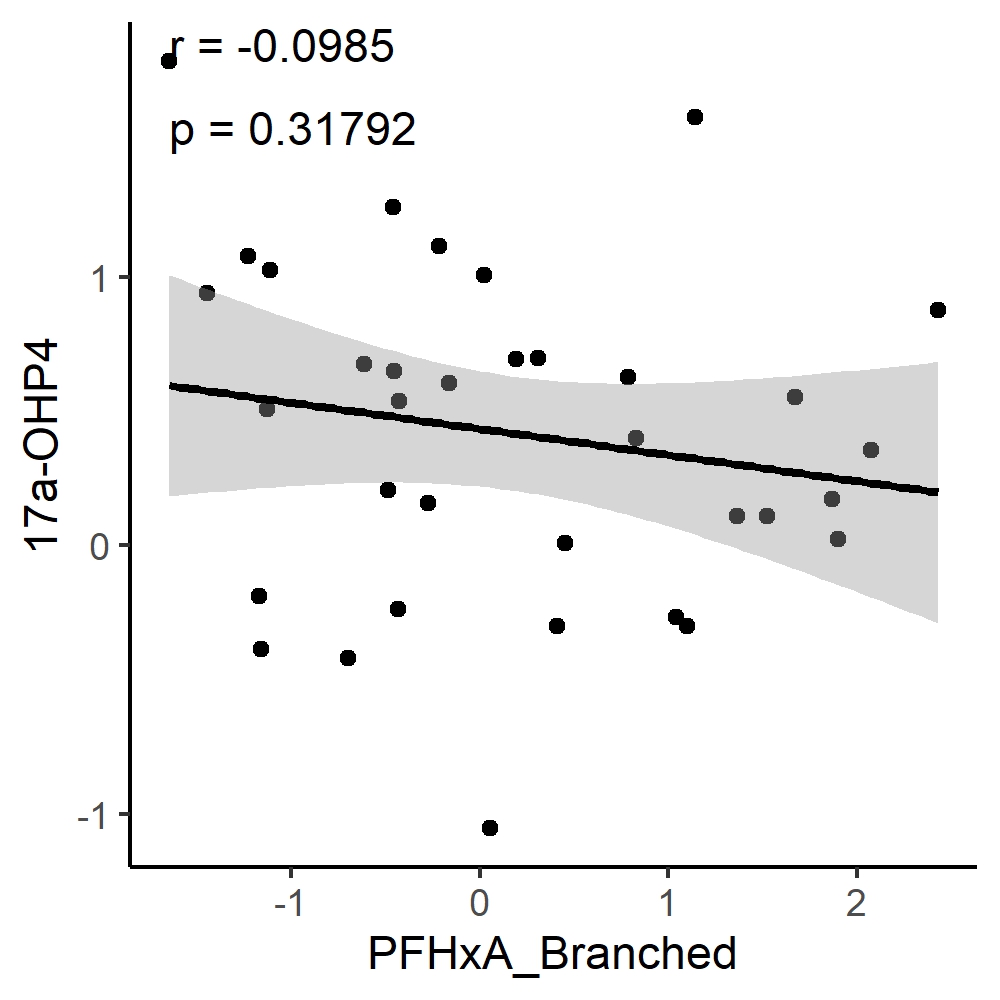 r = -0.0985
p = 0.31792
17a-OHP4
1
0
-1
-1
0
1
2
PFHxA_Branched